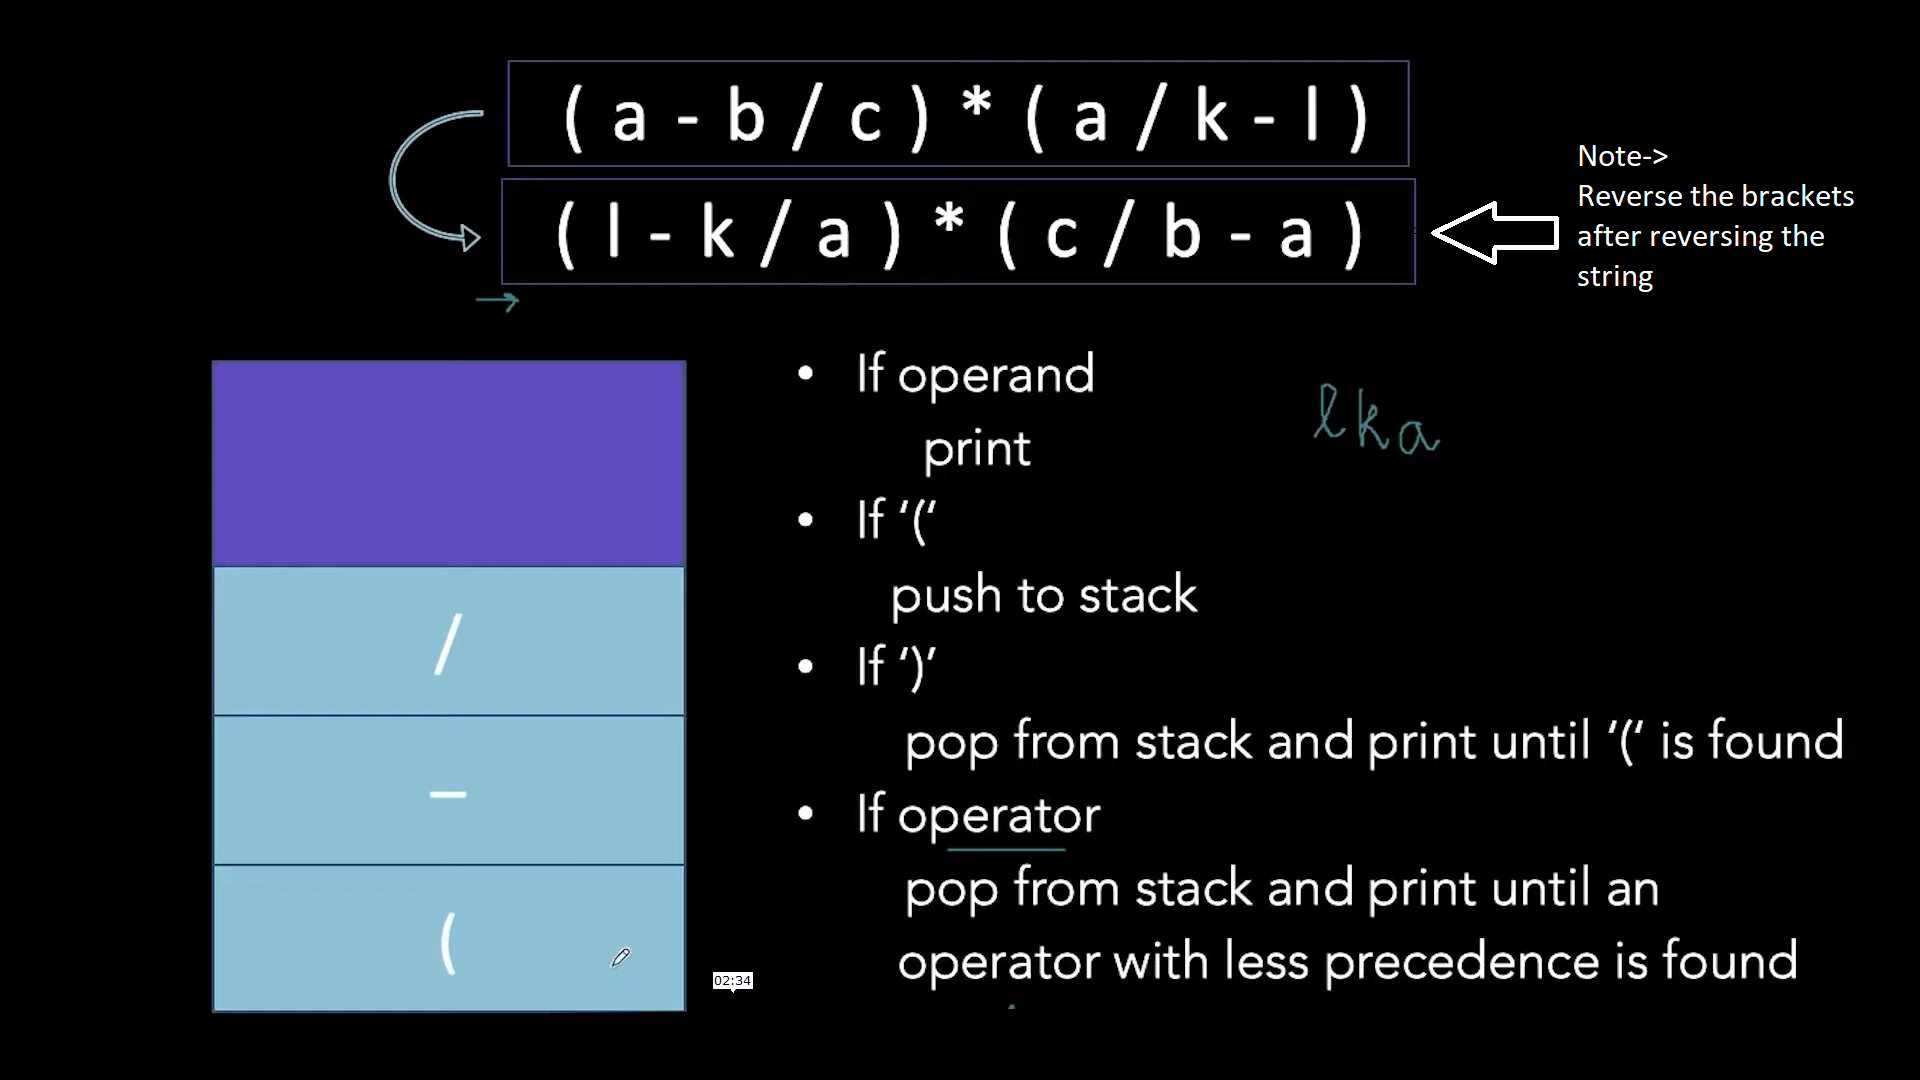 ( a - b / c ) * ( a / k - l )
( l - k / a ) * ( c / b - a )
Note->
Reverse the brackets
after reversing the
string
• If operand
print
lka
• If ‘(‘
push to stack
• If ‘)’
pop from stack and print until ‘(‘ is found
• If operator
pop from stack and print until an
operator with less precedence is found
/
–
(
02:34